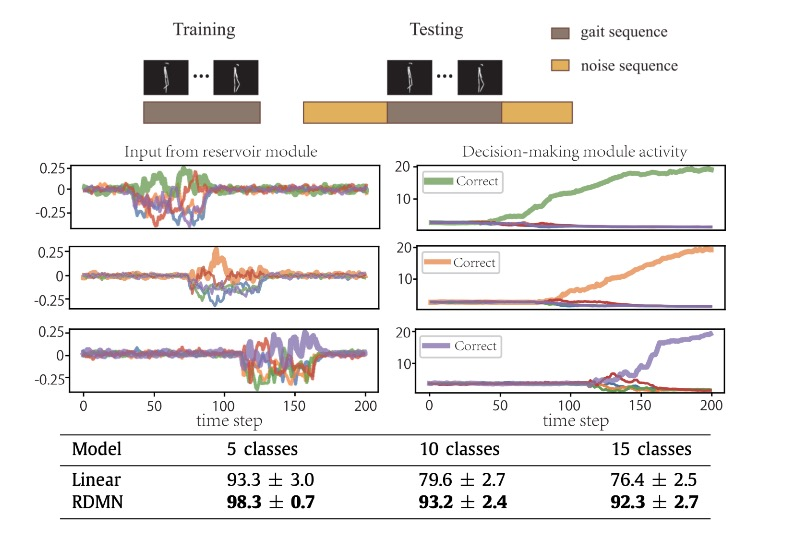 Training
Testing
gait sequence
noise sequence
Input from reservoir module
Decision-making module activity
0.25
0
-0.25
20
10
Correct
0.25
0
-0.25
20
10
Correct
0.25
0
-0.25
20
10
Correct
0 50 100 150 200
0 50 100 150 200
time step
time step
Model 5 classes 10 classes 15 classes
Linear 93.3 ± 3.0 79.6 ± 2.7 76.4 ± 2.5
RDMN 98.3 ± 0.7 93.2 ± 2.4 92.3 ± 2.7